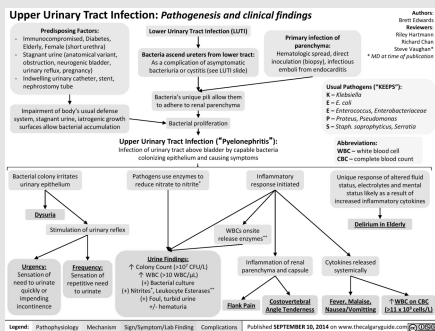 Upper Urinary Tract Infection: Pathogenesis and clinical findings
Authors:
Brett Edwards
Reviewers:
Riley Hartmann
Richard Chan
Steve Vaughan*
* MD at time of publication
Predisposing Factors:
- Immunocompromised, Diabetes,
Elderly, Female (short urethra)
- Stagnant urine (anatomical variant,
obstruction, neurogenic bladder,
urinary reflux, pregnancy)
- Indwelling urinary catheter, stent,
nephrostomy tube
Lower Urinary Tract Infection (LUTI)
Bacteria ascend ureters from lower tract:
As a complication of asymptomatic
bacteriuria or cystitis (see LUTI slide)
Primary infection of
parenchyma:
Hematologic spread, direct
inoculation (biopsy), infectious
emboli from endocarditis
Bacteria's unique pili allow them
to adhere to renal parenchyma
Usual Pathogens ("KEEPS"):
K – Klebsiella
E – E. coli
E – Enterococcus, Enterobacteriaceae
P – Proteus, Pseudomonas
S – Staph. saprophyticus, Serratia
Impairment of body's usual defense
system, stagnant urine, iatrogenic growth
surfaces allow bacterial accumulation
Bacterial proliferation
Abbreviations:
WBC – white blood cell
CBC – complete blood count
Upper Urinary Tract Infection ("Pyelonephritis"):
Infection of urinary tract above bladder by capable bacteria
colonizing epithelium and causing symptoms
Bacterial colony irritates
urinary epithelium
Pathogens use enzymes to
reduce nitrate to nitrite*
Inflammatory
response initiated
Unique response of altered fluid
status, electrolytes and mental
status likely as a result of
increased inflammatory cytokines
Dysuria
Stimulation of urinary reflex
WBCs onsite
release enzymes**
Delirium in Elderly
Urgency:
Sensation of
need to urinate
quickly or
impending
incontinence
Frequency:
Sensation of
repetitive need
to urinate
Urine Findings:
↑ Colony Count (>10⁷ CFU/L)
↑ WBC (>10 WBC/μL)
(+) Bacterial culture
(+) Nitrites*, Leukocyte Esterases**
(+) Foul, turbid urine
+/- hematuria
Inflammation of renal
parenchyma and capsule
Cytokines released
systemically
Flank Pain
Costovertebral
Angle Tenderness
Fever, Malaise,
Nausea/Vomiting
↑ WBC on CBC
(>11 x 10⁹ cells/L)
Legend: Pathophysiology Mechanism Sign/Symptom/Lab Finding Complications Published SEPTEMBER 10, 2014 on www.thecalgaryguide.com